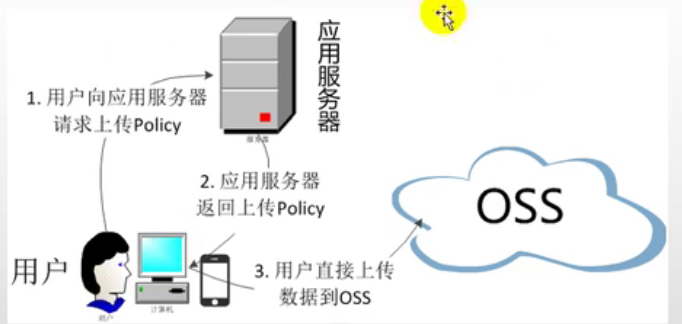 应用服务器
1. 用户向应用服务器
请求上传Policy
服务器
2. 应用服务器
返回上传Policy
OSS
用户
3. 用户直接上传
数据到OSS
计算机
用户